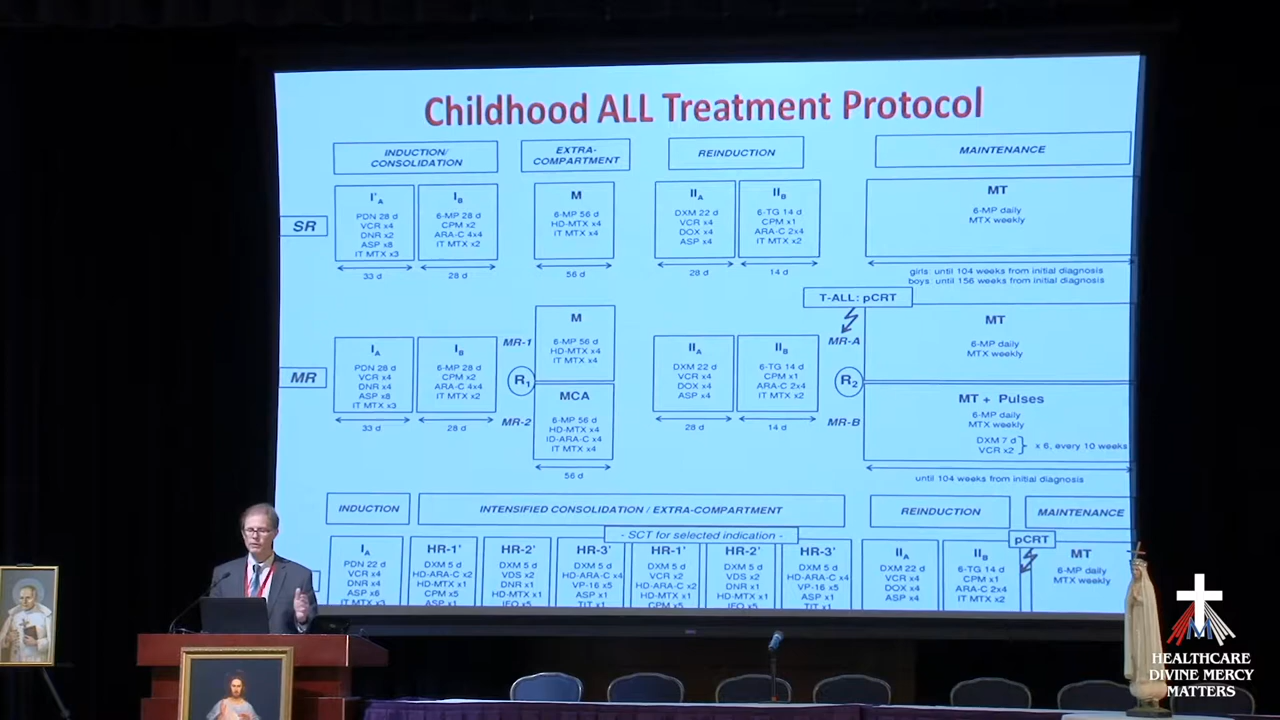 Childhood ALL Treatment Protocol
INDUCTION/
CONSOLIDATION
EXTRA-
COMPARTMENT
REINDUCTION
MAINTENANCE
SR
I'A
PDN 28 d
VCR x4
DNR x2
ASP x8
IT MTX x3
33 d
IB
6-MP 28 d
CPM x2
ARA-C 4x4
IT MTX x2
28 d
M
6-MP 56 d
HD-MTX x4
IT MTX x4
56 d
IIA
DXM 22 d
VCR x4
DOX x4
ASP x4
28 d
IIB
6-TG 14 d
CPM x1
ARA-C 2x4
IT MTX x2
14 d
MT
6-MP daily
MTX weekly
girls: until 104 weeks from initial diagnosis
boys: until 156 weeks from initial diagnosis
T-ALL: pCRT
MR
IA
PDN 28 d
VCR x4
DNR x4
ASP x8
IT MTX x3
33 d
IB
6-MP 28 d
CPM x2
ARA-C 4x4
IT MTX x2
28 d
MR-1
R1
MR-2
M
6-MP 56 d
HD-MTX x4
IT MTX x4
MCA
6-MP 56 d
HD-MTX x4
ID-ARA-C x4
IT MTX x4
56 d
IIA
DXM 22 d
VCR x4
DOX x4
ASP x4
28 d
IIB
6-TG 14 d
CPM x1
ARA-C 2x4
IT MTX x2
14 d
MR-A
R2
MR-B
MT
6-MP daily
MTX weekly
MT + Pulses
6-MP daily
MTX weekly
DXM 7 d
VCR x2
x 6, every 10 weeks
until 104 weeks from initial diagnosis
INDUCTION
INTENSIFIED CONSOLIDATION / EXTRA-COMPARTMENT
REINDUCTION
MAINTENANCE
- SCT for selected indication -
pCRT
IA
PDN 22 d
VCR x4
DNR x4
ASP x6
IT MTX x3
HR-1'
DXM 5 d
HD-ARA-C x2
HD-MTX x1
CPM x5
ASP x1
HR-2'
DXM 5 d
VDS x2
DNR x1
HD-MTX x1
IFO x5
HR-3'
DXM 5 d
HD-ARA-C x4
VP-16 x5
ASP x1
TIT x1
HR-1'
DXM 5 d
VCR x2
HD-ARA-C x2
HD-MTX x1
CPM x5
HR-2'
DXM 5 d
VDS x2
DNR x1
HD-MTX x1
IFO x5
HR-3'
DXM 5 d
HD-ARA-C x4
VP-16 x5
ASP x1
TIT x1
IIA
DXM 22 d
VCR x4
DOX x4
ASP x4
IIB
6-TG 14 d
CPM x1
ARA-C 2x4
IT MTX x2
MT
6-MP daily
MTX weekly
HEALTHCARE
DIVINE MERCY
MATTERS